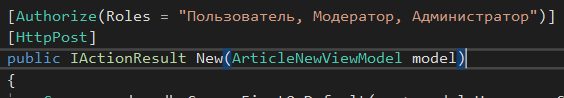 [Authorize(Roles = "Пользователь, Модератор, Администратор")]
[HttpPost]
public IActionResult New(ArticleNewViewModel model)
{